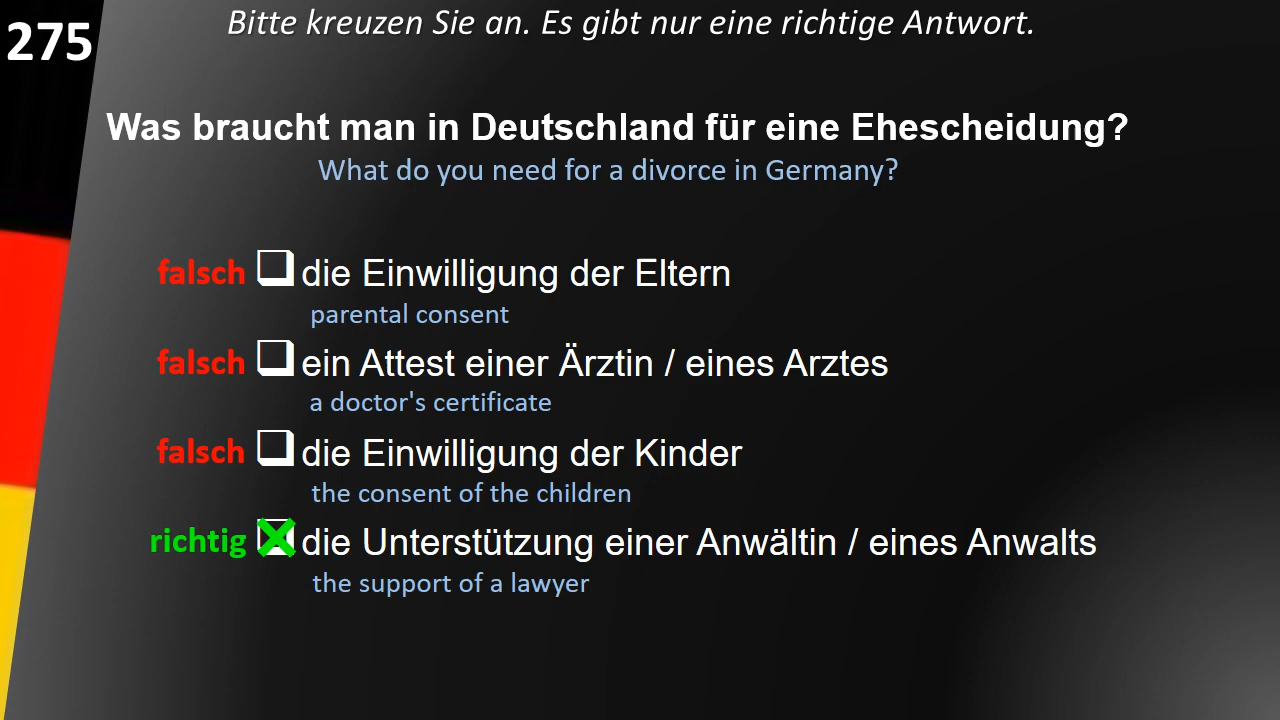 275
Bitte kreuzen Sie an. Es gibt nur eine richtige Antwort.
Was braucht man in Deutschland für eine Ehescheidung?
What do you need for a divorce in Germany?
falsch ❑ die Einwilligung der Eltern
parental consent
falsch ❑ ein Attest einer Ärztin / eines Arztes
a doctor's certificate
falsch ❑ die Einwilligung der Kinder
the consent of the children
richtig ❑ die Unterstützung einer Anwältin / eines Anwalts
the support of a lawyer